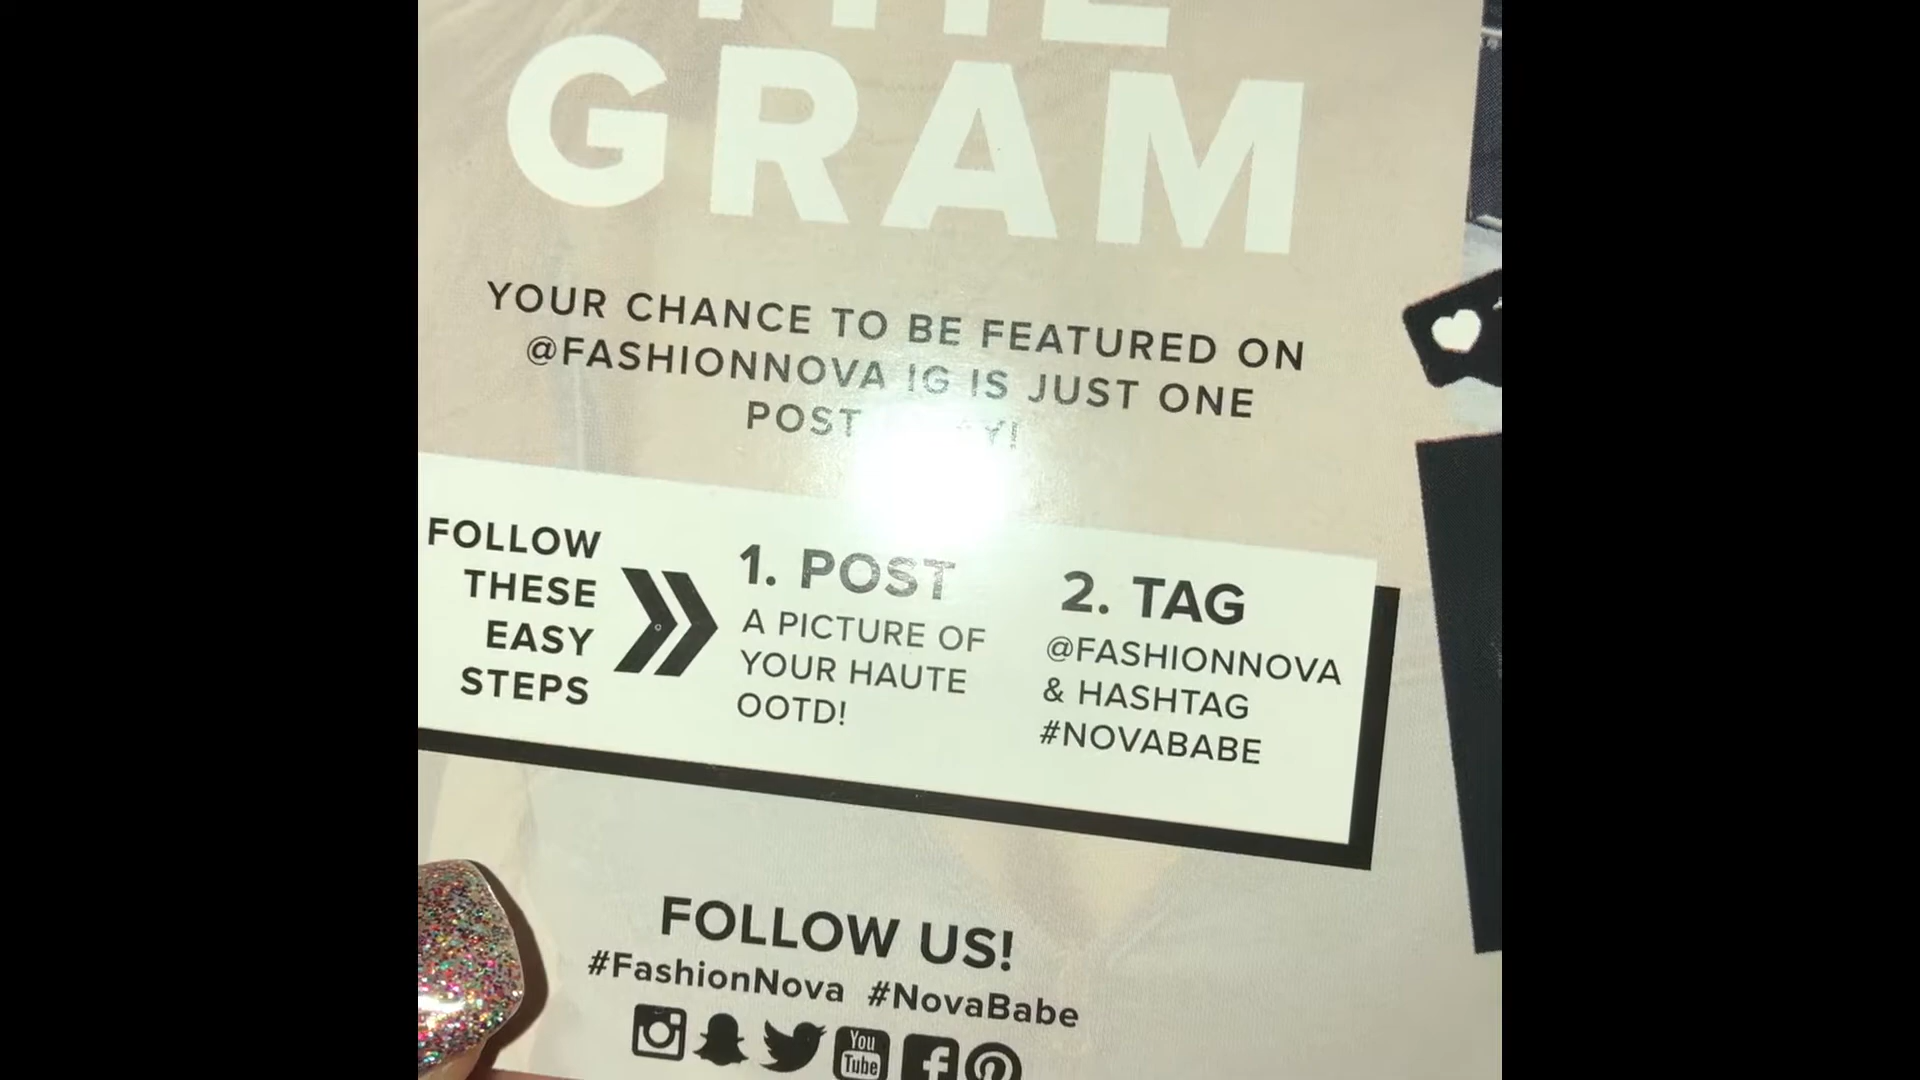 THE
GRAM
YOUR CHANCE TO BE FEATURED ON
@FASHIONNOVA IG IS JUST ONE
POST
FOLLOW
THESE
EASY
STEPS
1. POST
A PICTURE OF
YOUR HAUTE
OOTD!
2. TAG
@FASHIONNOVA
& HASHTAG
#NOVABABE
FOLLOW US!
#FashionNova #NovaBabe
You
Tube